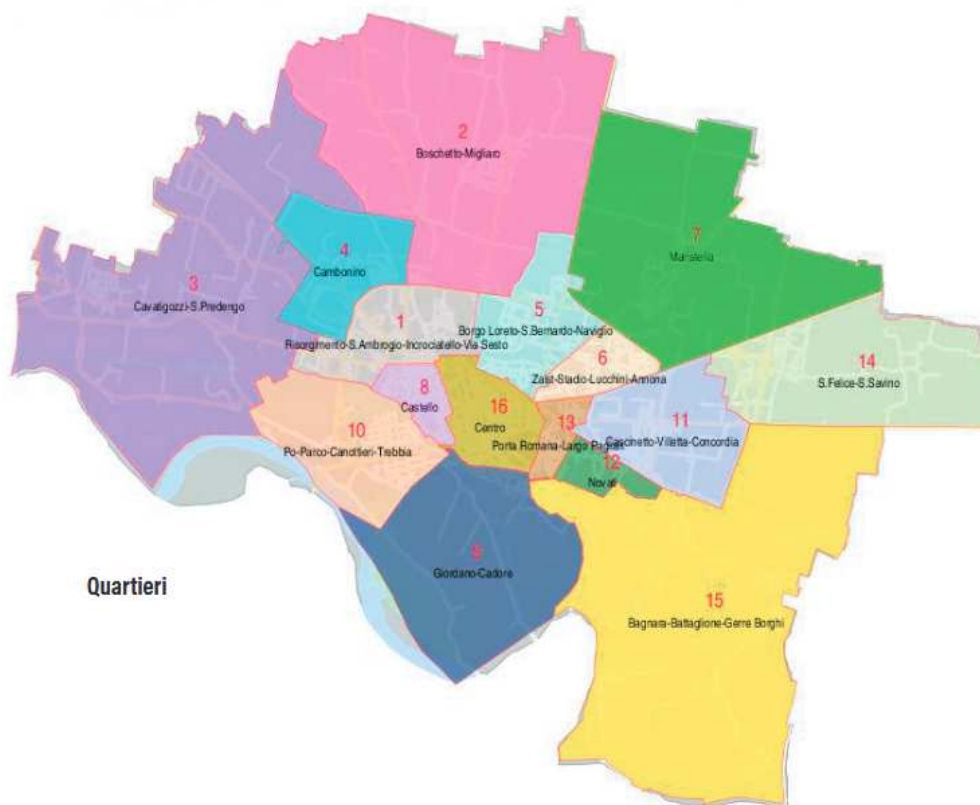 2
Boschetto-Migliaro
7
Maristella
4
Cambonino
3
Cavatigozzi-S.Predengo
1
Risorgimento-S.Ambrogio-Incrociatello-Via Sesto
5
Borgo Loreto-S.Bernardo-Naviglio
6
Zaist-Stadio-Lucchini-Annona
14
S.Felice-S.Savino
8
Castello
16
Centro
13
Porta Romana-Largo Pagliari
11
Cascinetto-Villetta-Concordia
10
Po-Parco-Canottieri-Trebbia
12
Novati
9
Giordano-Cadore
Quartieri
15
Bagnara-Battaglione-Gerre Borghi